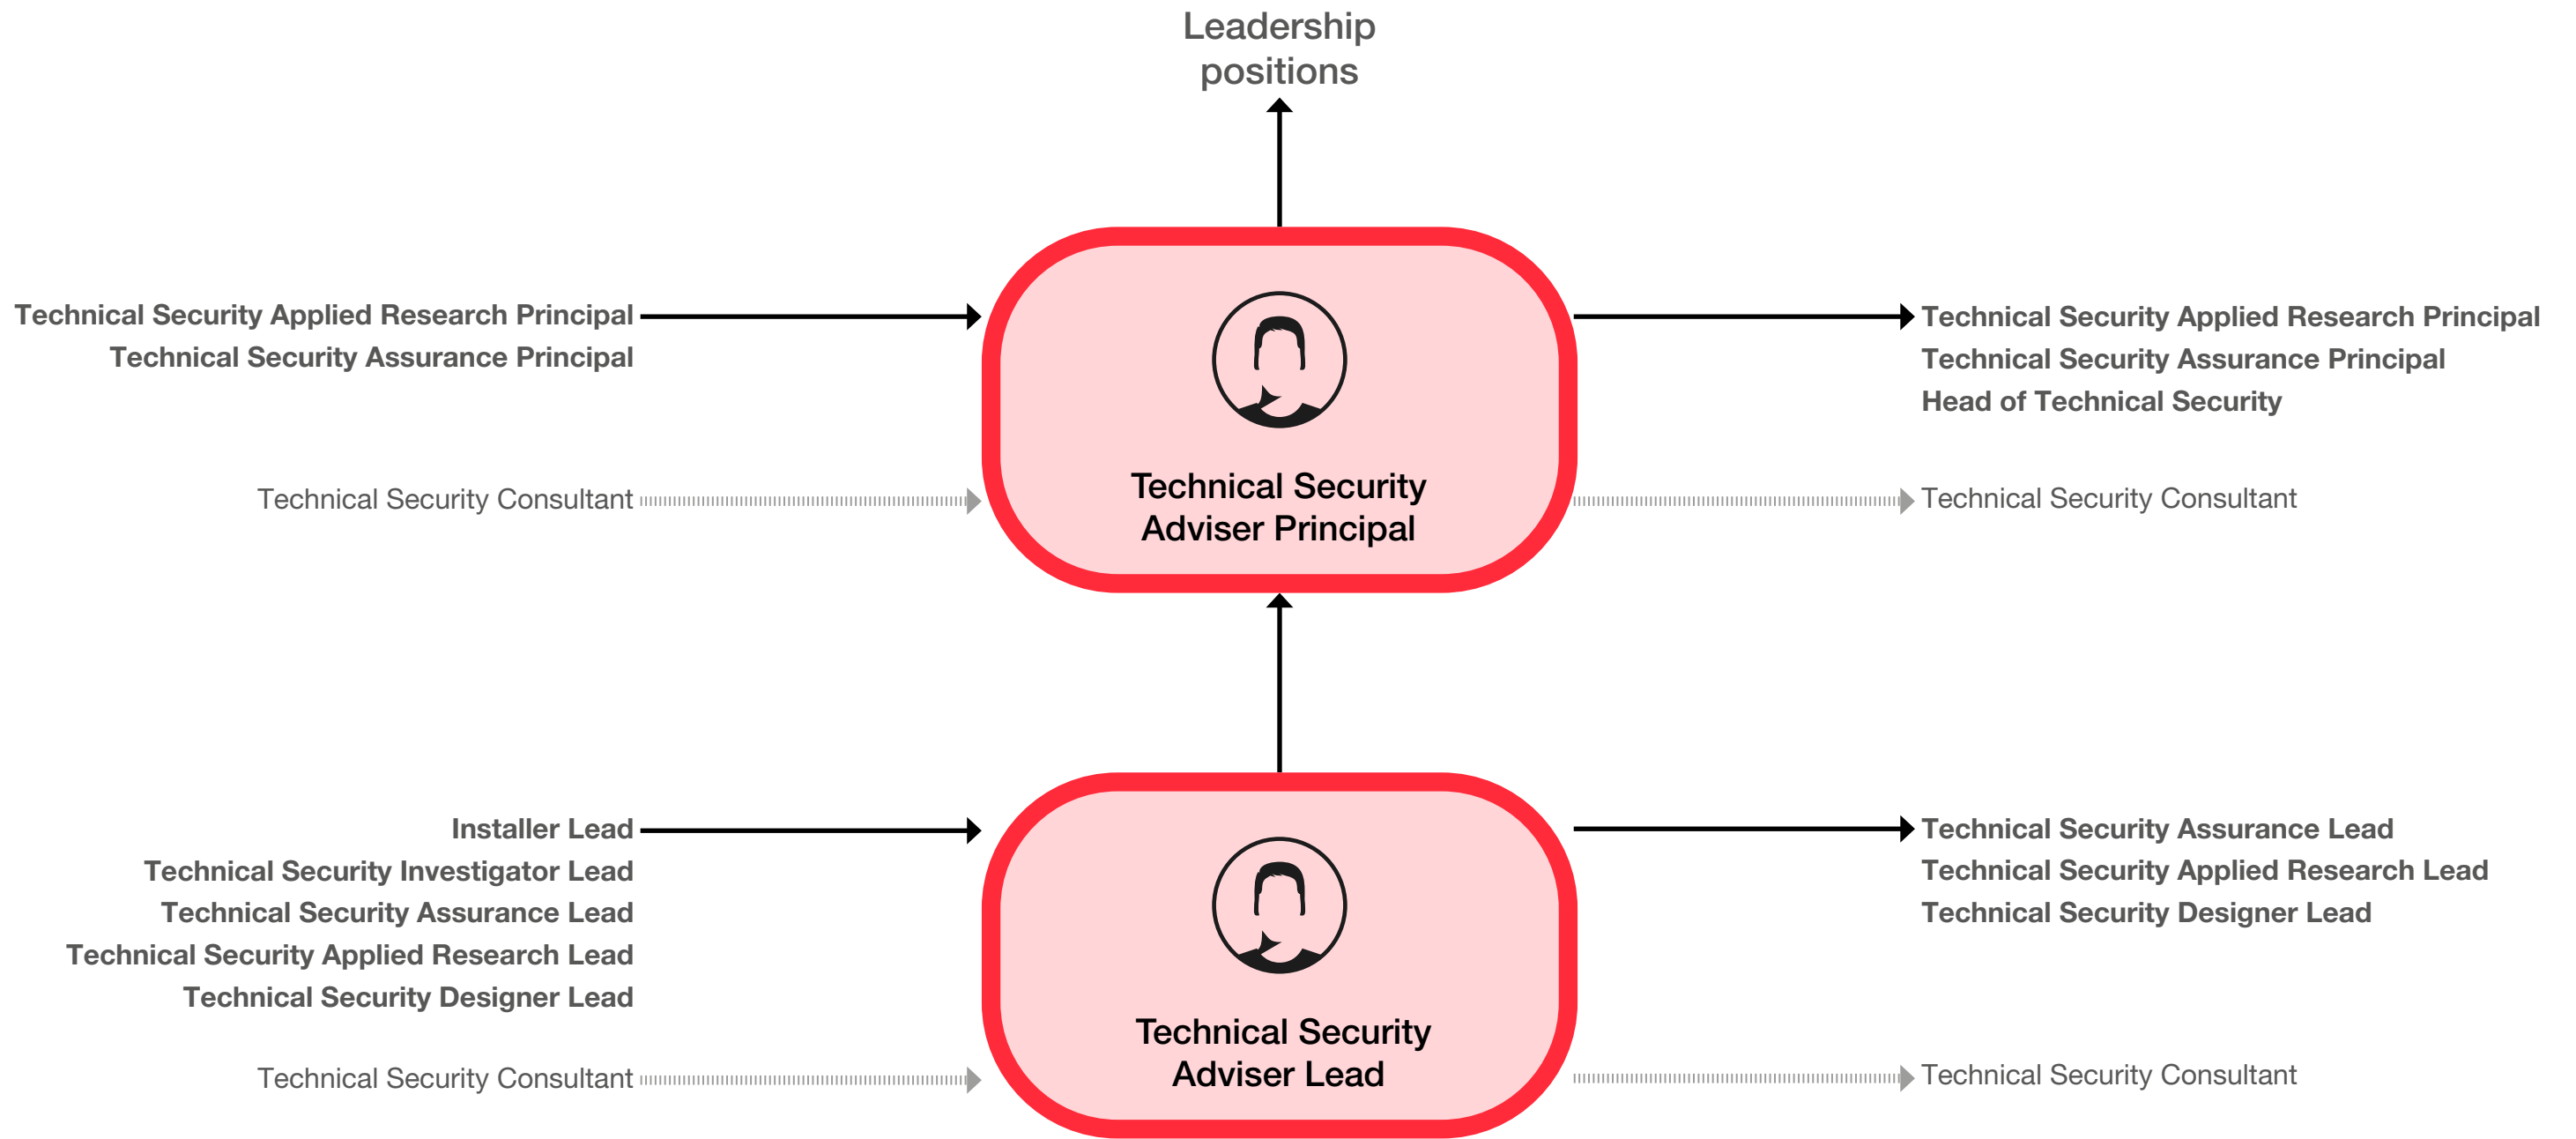 Leadership
positions
Technical Security Applied Research Principal
Technical Security Assurance Principal
Technical Security Consultant
Technical Security
Adviser Principal
Technical Security Applied Research Principal
Technical Security Assurance Principal
Head of Technical Security
Technical Security Consultant
Installer Lead
Technical Security Investigator Lead
Technical Security Assurance Lead
Technical Security Applied Research Lead
Technical Security Designer Lead
Technical Security Consultant
Technical Security
Adviser Lead
Technical Security Assurance Lead
Technical Security Applied Research Lead
Technical Security Designer Lead
Technical Security Consultant